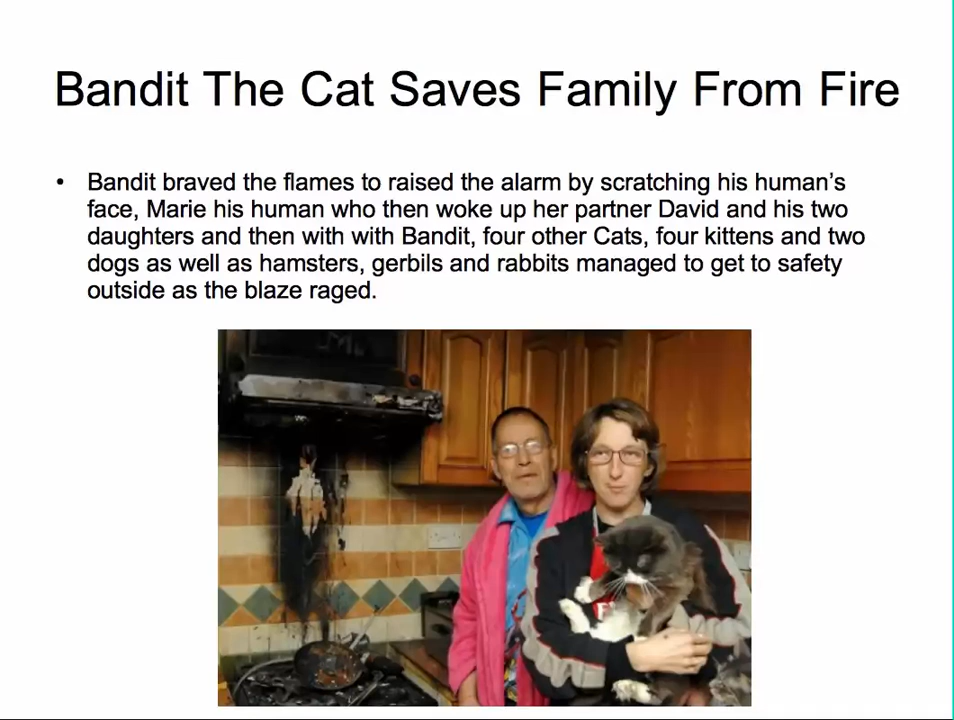 Bandit The Cat Saves Family From Fire
• Bandit braved the flames to raised the alarm by scratching his human's
face, Marie his human who then woke up her partner David and his two
daughters and then with with Bandit, four other Cats, four kittens and two
dogs as well as hamsters, gerbils and rabbits managed to get to safety
outside as the blaze raged.